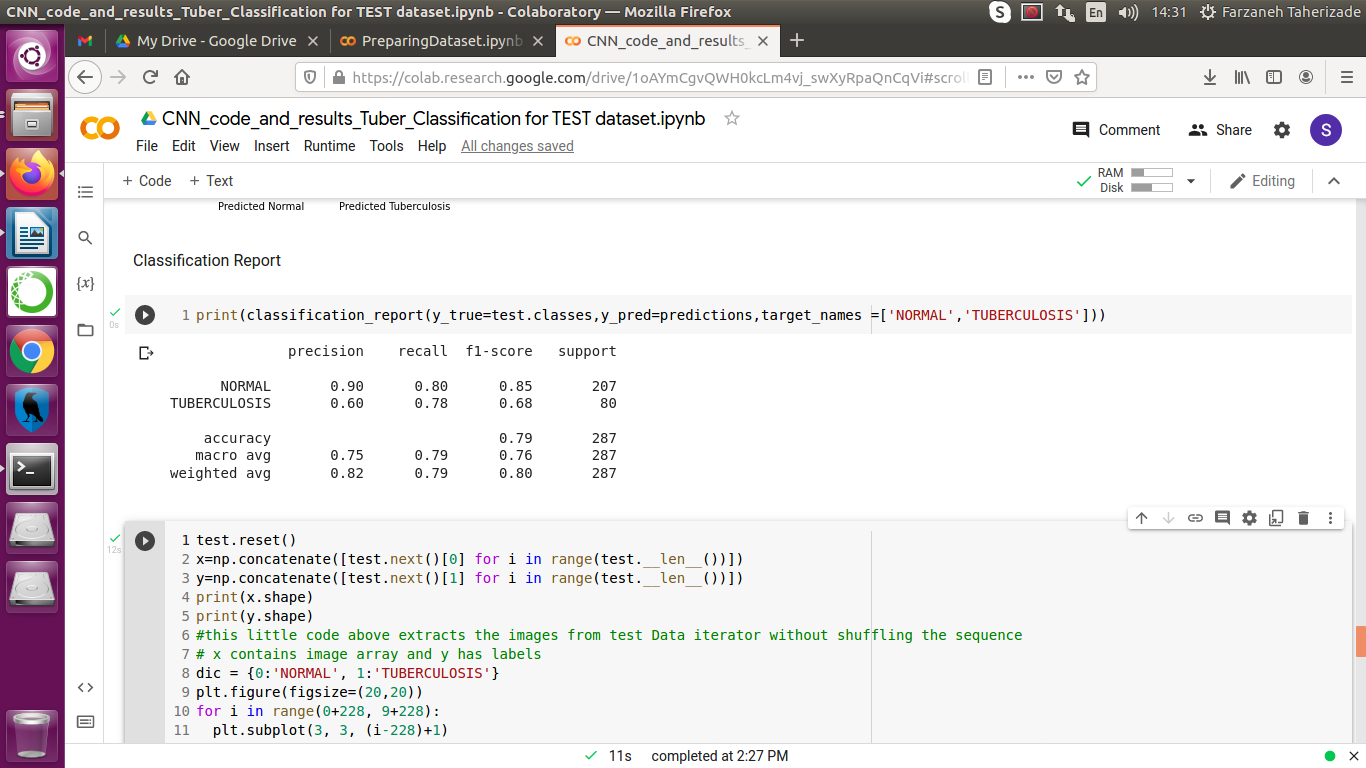 CNN_code_and_results_Tuber_Classification for TEST dataset.ipynb - Colaboratory — Mozilla Firefox
En
14:31
Farzaneh Taherizade
My Drive - Google Drive
PreparingDataset.ipynb
CNN_code_and_results_
https://colab.research.google.com/drive/1oAYmCgvQWH0kcLm4vj_swXyRpaQnCqVi#scrol
CNN_code_and_results_Tuber_Classification for TEST dataset.ipynb
Comment
Share
S
File Edit View Insert Runtime Tools Help All changes saved
+ Code + Text
RAM
Disk
Editing
Predicted Normal Predicted Tuberculosis
Classification Report
0s
1 print(classification_report(y_true=test.classes,y_pred=predictions,target_names =['NORMAL','TUBERCULOSIS']))
precision recall f1-score support
NORMAL 0.90 0.80 0.85 207
TUBERCULOSIS 0.60 0.78 0.68 80
accuracy 0.79 287
macro avg 0.75 0.79 0.76 287
weighted avg 0.82 0.79 0.80 287
12s
1 test.reset()
2 x=np.concatenate([test.next()[0] for i in range(test.__len__())])
3 y=np.concatenate([test.next()[1] for i in range(test.__len__())])
4 print(x.shape)
5 print(y.shape)
6 #this little code above extracts the images from test Data iterator without shuffling the sequence
7 # x contains image array and y has labels
8 dic = {0:'NORMAL', 1:'TUBERCULOSIS'}
9 plt.figure(figsize=(20,20))
10 for i in range(0+228, 9+228):
11 plt.subplot(3, 3, (i-228)+1)
11s completed at 2:27 PM